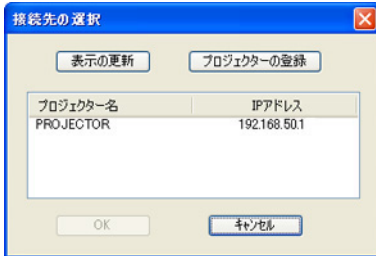 接続先の選択
表示の更新 プロジェクターの登録
プロジェクター名 IPアドレス
PROJECTOR 192.168.50.1
OK キャンセル